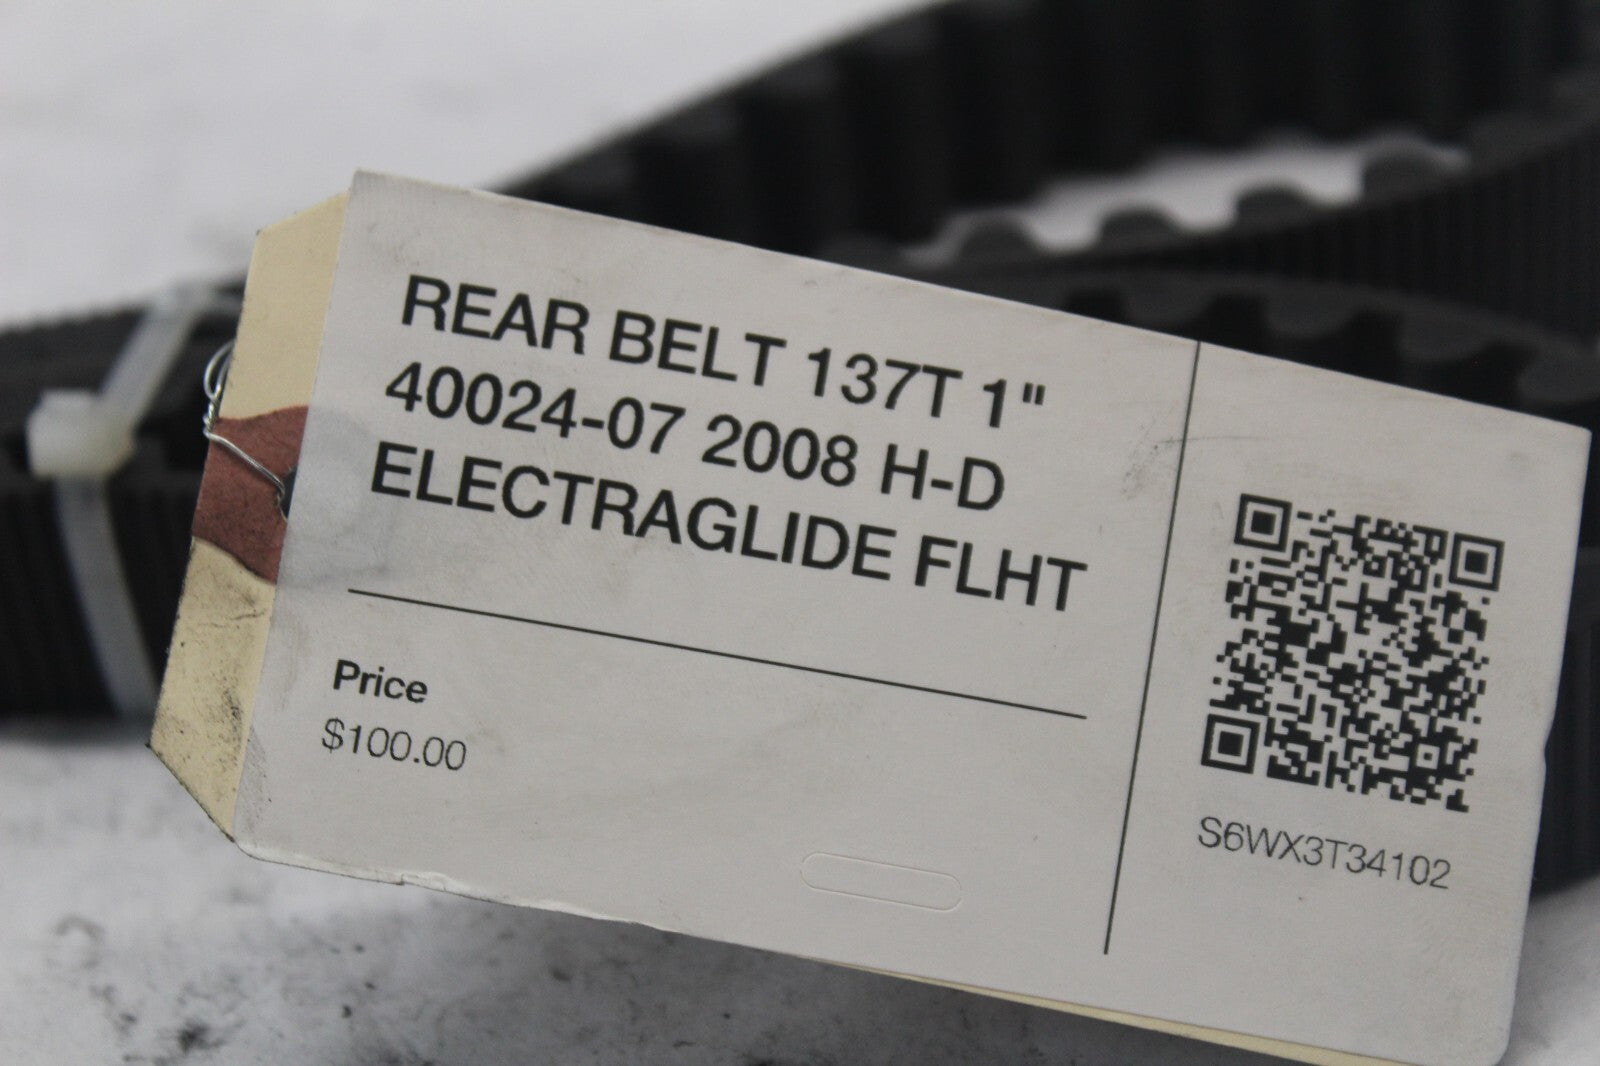 REAR BELT 137T 1"
40024-07 2008 H-D
ELECTRAGLIDE FLHT
Price
$100.00
S6WX3T34102